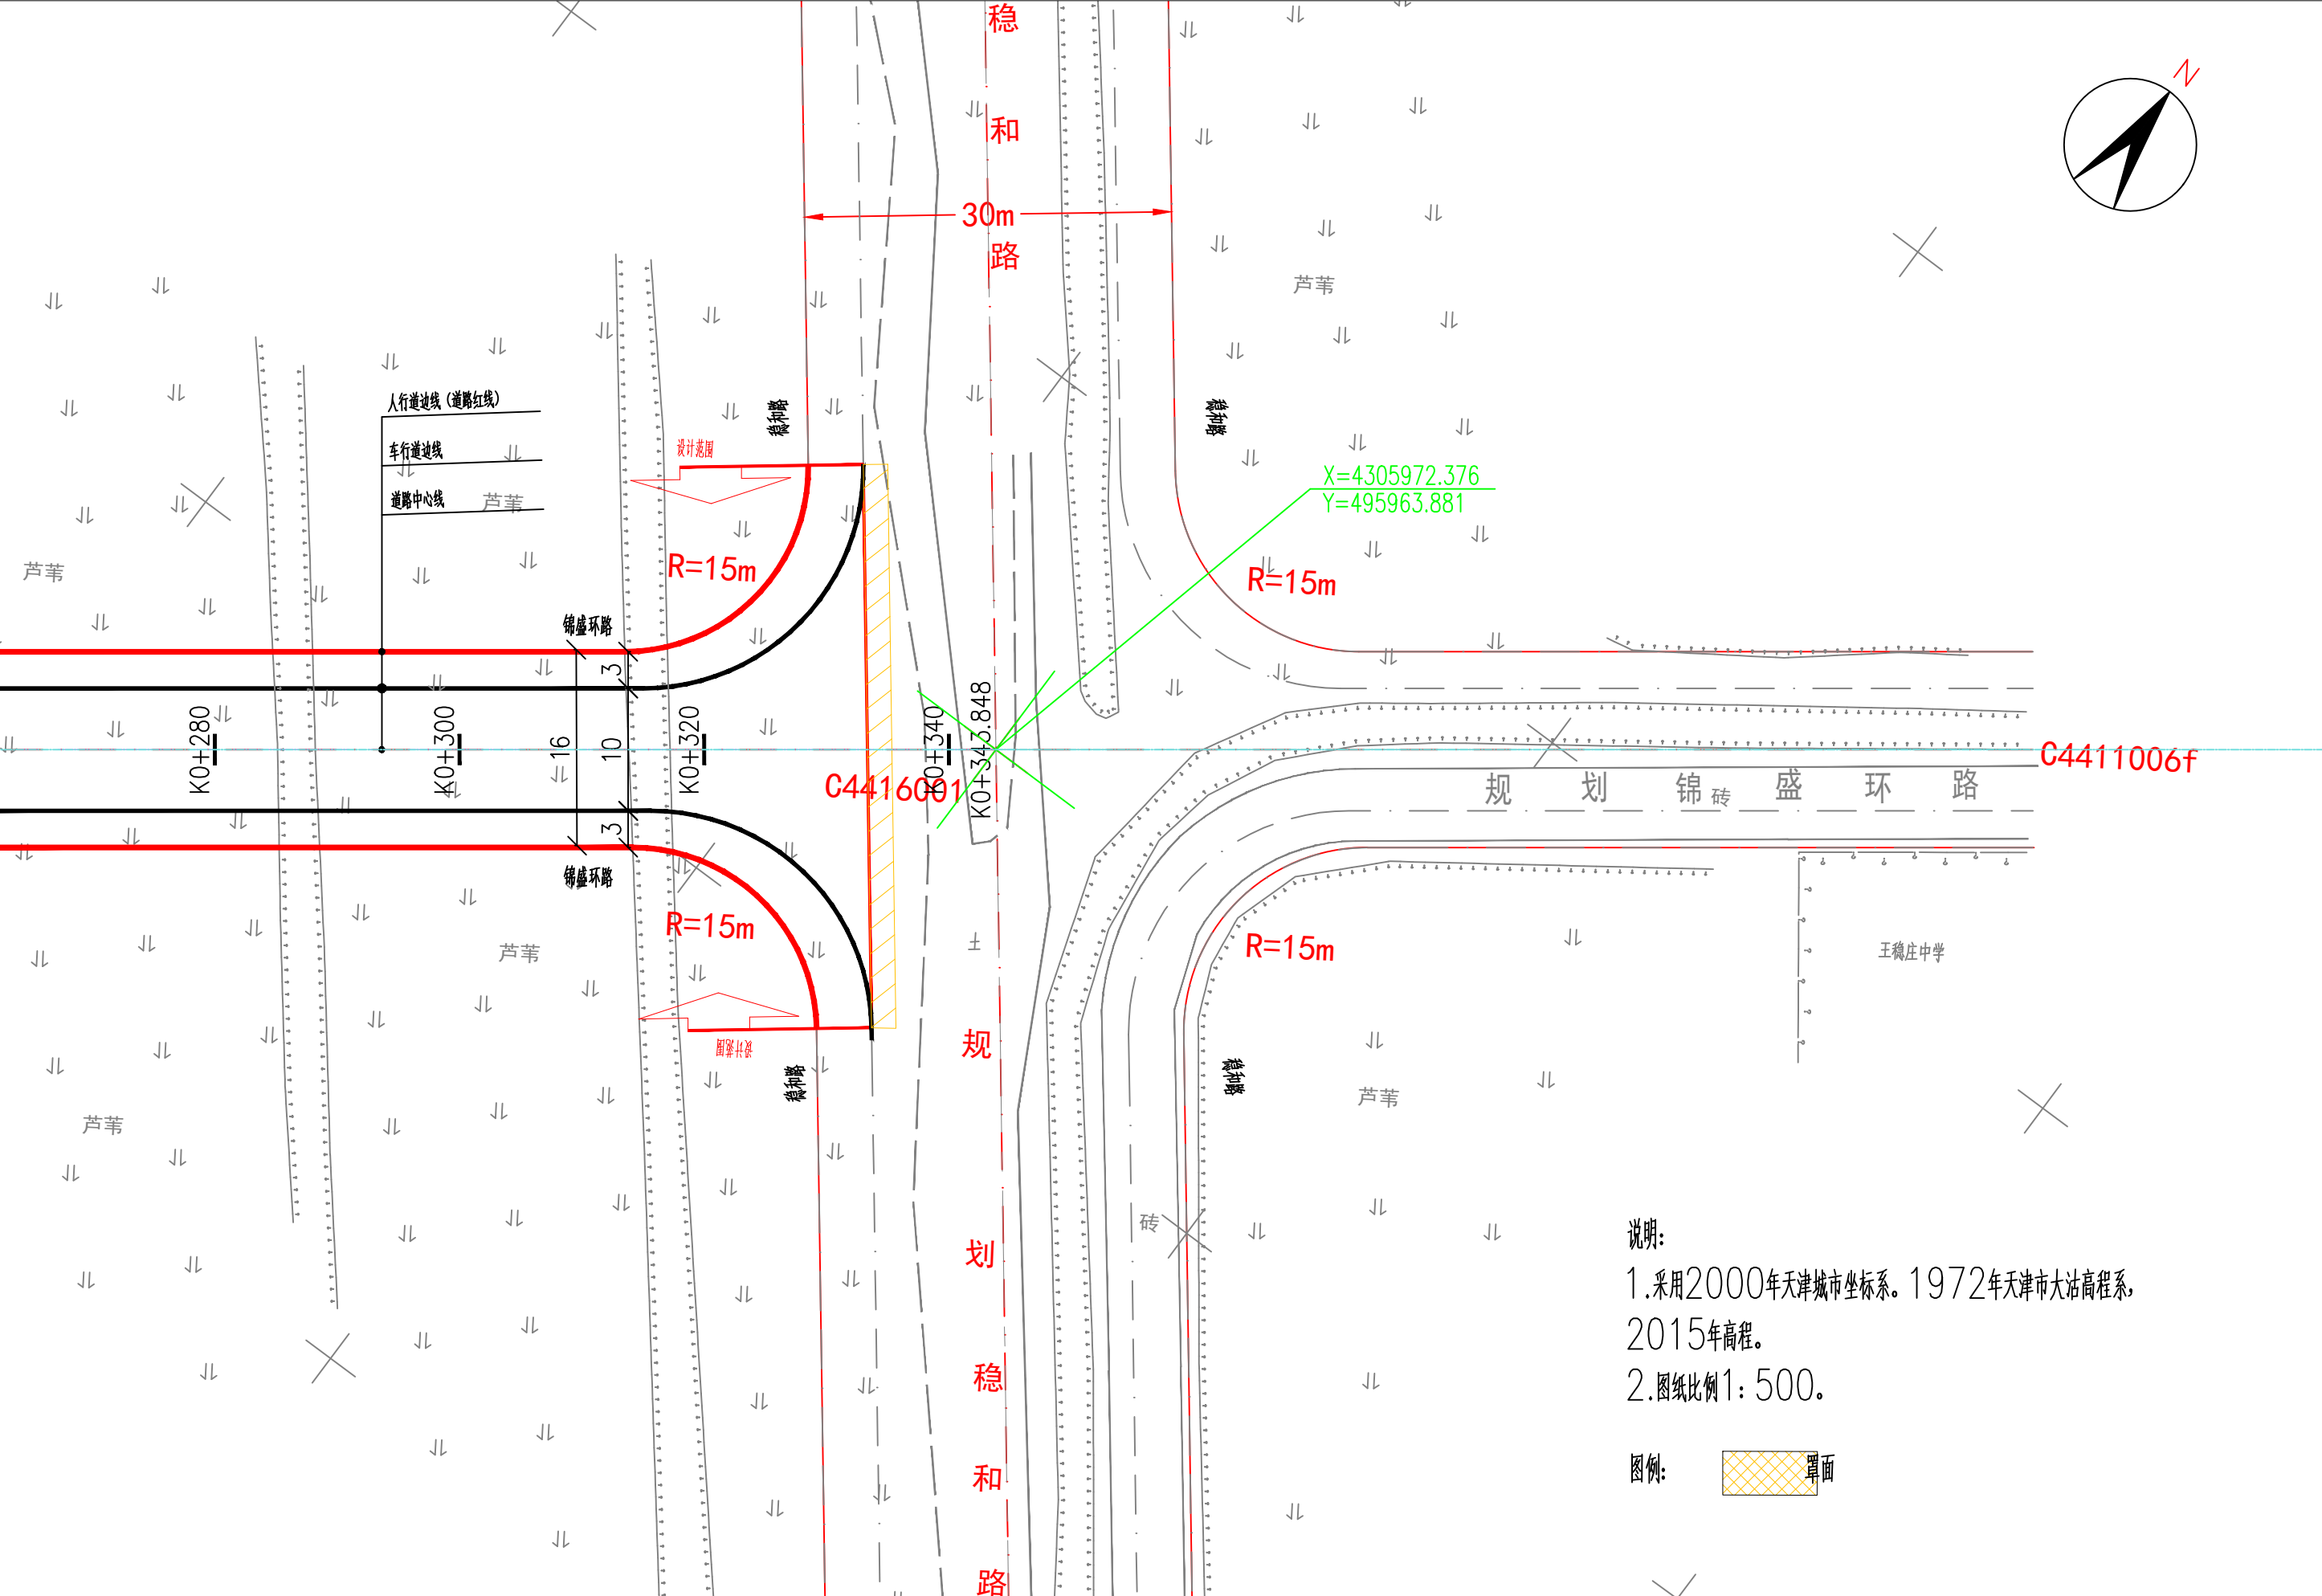 稳
和
路
30m
N
芦苇
人行道边线(道路红线)
车行道边线
道路中心线
芦苇
芦苇
设计范围
稳和路
稳和路
X=4305972.376
Y=495963.881
R=15m
R=15m
锦盛环路
3
16
10
3
K0+280
K0+300
K0+320
K0+340
K0+345.848
C4416001
C4411006f
规划锦盛环路
砖
锦盛环路
R=15m
R=15m
芦苇
土
王稳庄中学
设计范围
稳和路
稳和路
芦苇
芦苇
砖
规
划
稳
和
路
说明:
1.采用2000年天津城市坐标系。1972年天津市大沽高程系,
2015年高程。
2.图纸比例1:500。
图例:
罩面